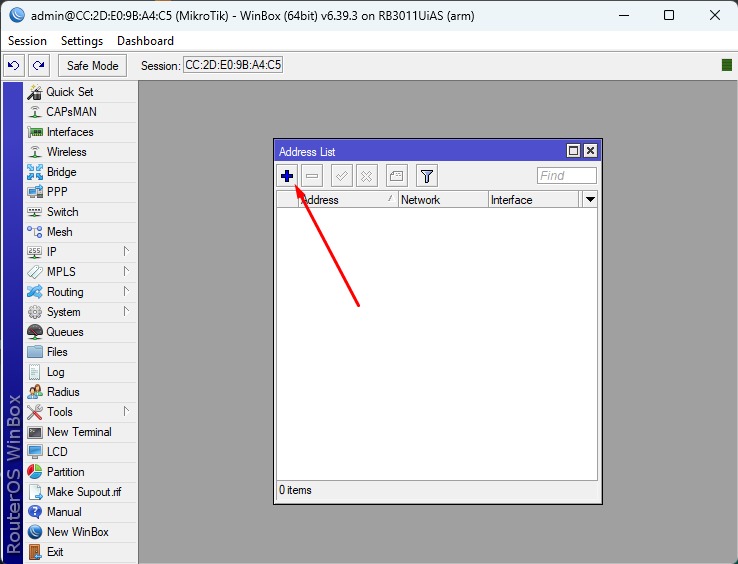 admin@CC:2D:E0:9B:A4:C5 (MikroTik) - WinBox (64bit) v6.39.3 on RB3011UiAS (arm)
Session Settings Dashboard
Safe Mode Session: CC:2D:E0:9B:A4:C5
Quick Set
CAPsMAN
Interfaces
Wireless
Bridge
PPP
Switch
Mesh
IP
MPLS
Routing
System
Queues
Files
Log
Radius
Tools
New Terminal
LCD
Partition
Make Supout.rif
Manual
New WinBox
Exit
RouterOS WinBox
Address List
Find
Address Network Interface
0 items